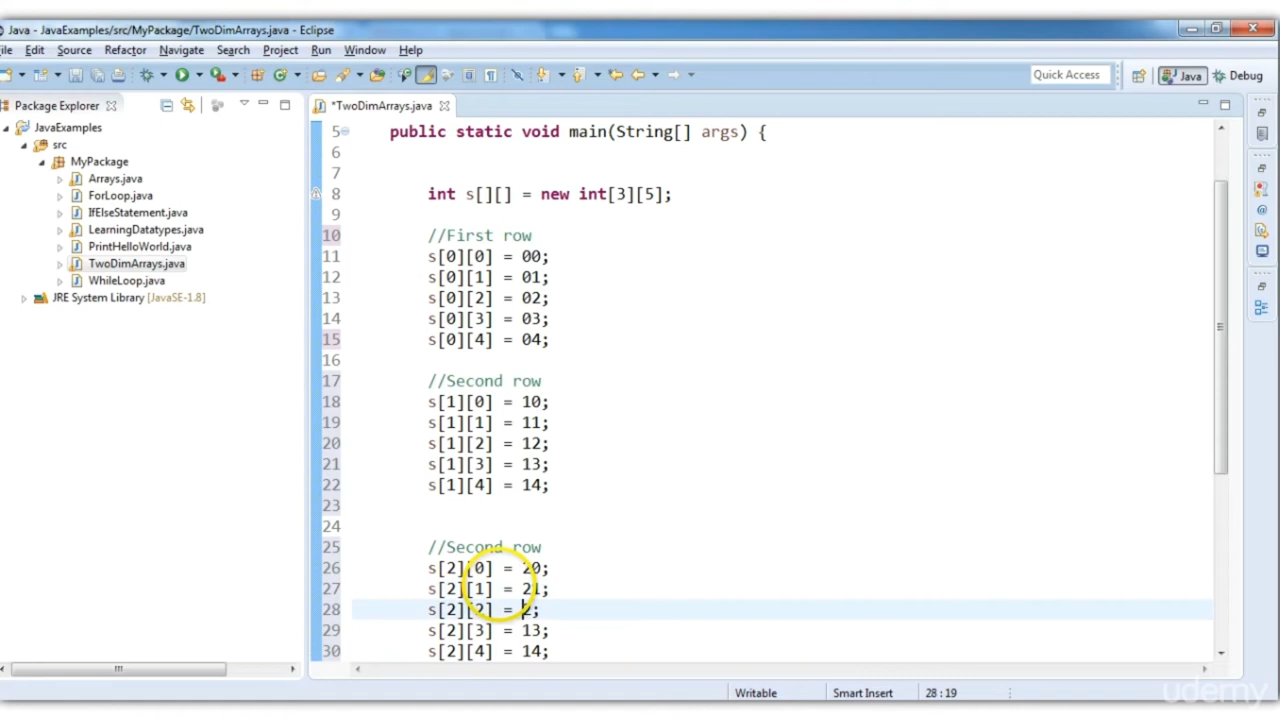 Java - JavaExamples/src/MyPackage/TwoDimArrays.java - Eclipse
ile Edit Source Refactor Navigate Search Project Run Window Help
Quick Access Java Debug
Package Explorer *TwoDimArrays.java
JavaExamples
src
MyPackage
Arrays.java
ForLoop.java
IfElseStatement.java
LearningDatatypes.java
PrintHelloWorld.java
TwoDimArrays.java
WhileLoop.java
JRE System Library [JavaSE-1.8]
5 public static void main(String[] args) {
6
7
8 int s[][] = new int[3][5];
9
10 //First row
11 s[0][0] = 00;
12 s[0][1] = 01;
13 s[0][2] = 02;
14 s[0][3] = 03;
15 s[0][4] = 04;
16
17 //Second row
18 s[1][0] = 10;
19 s[1][1] = 11;
20 s[1][2] = 12;
21 s[1][3] = 13;
22 s[1][4] = 14;
23
24
25 //Second row
26 s[2][0] = 20;
27 s[2][1] = 21;
28 s[2][2] = 2;
29 s[2][3] = 13;
30 s[2][4] = 14;
Writable Smart Insert 28 : 19
udemy